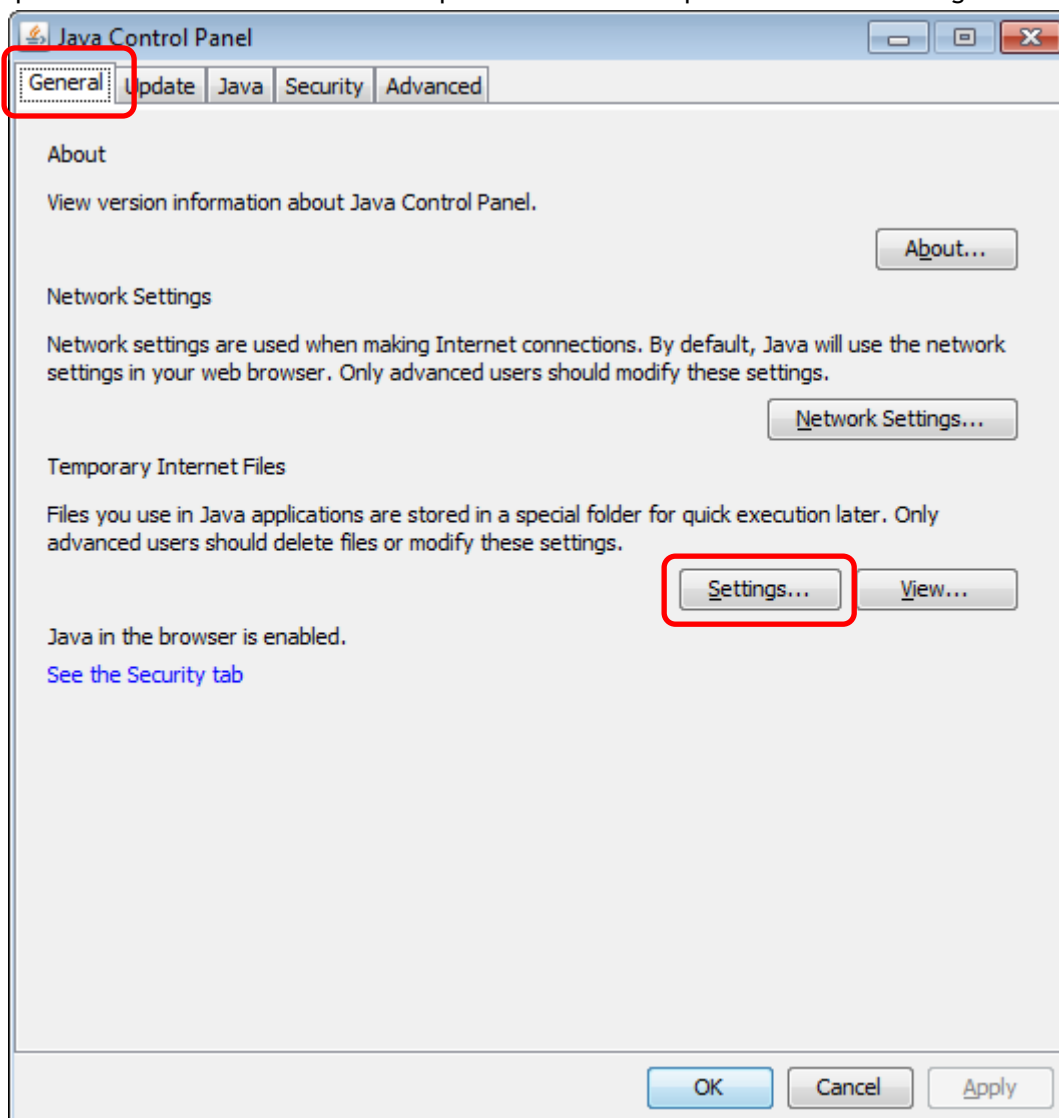 Java Control Panel
General Update Java Security Advanced
About
View version information about Java Control Panel.
About...
Network Settings
Network settings are used when making Internet connections. By default, Java will use the network
settings in your web browser. Only advanced users should modify these settings.
Network Settings...
Temporary Internet Files
Files you use in Java applications are stored in a special folder for quick execution later. Only
advanced users should delete files or modify these settings.
Settings... View...
Java in the browser is enabled.
See the Security tab
OK Cancel Apply